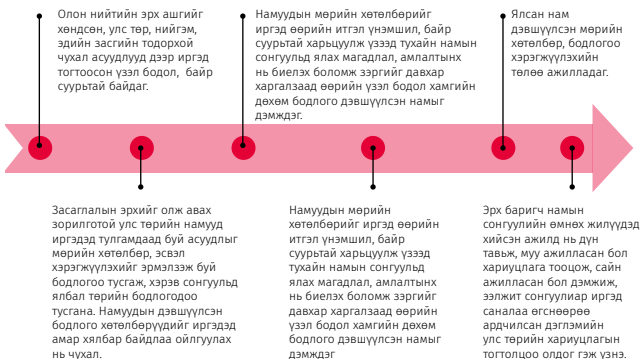 Олон нийтийн эрх ашгийг
хөндсөн, улс төр, нийгэм,
эдийн засгийн тодорхой
чухал асуудлууд дээр иргэд
тогтоосон үзэл бодол,  байр
суурьтай байдаг.
Намуудын мөрийн хөтөлбөрийг
иргэд өөрийн итгэл үнэмшил, байр
суурьтай харьцуулж үзээд тухайн намын
сонгуульд ялах магадлал, амлалтынх
нь биелэх боломж зэргийг давхар
харгалзаад өөрийн үзэл бодол хамгийн
дөхөм бодлого дэвшүүлсэн намыг
дэмждэг.
Ялсан нам
дэвшүүлсэн мөрийн
хөтөлбөр, бодлогоо
хэрэгжүүлэхийн
төлөө ажилладаг.
Засаглалын эрхийг олж авах
зорилготой улс төрийн намууд
иргэдэд тулгамдаад буй асуудлыг
мөрийн хөтөлбөр, эсвэл
хэрэгжүүлэхийг эрмэлзэж буй
бодлогоо тусгаж, хэрэв сонгуульд
ялбал төрийн бодлогодоо
тусгана. Намуудын дэвшүүлсэн
бодлого хөтөлбөрүүдийг иргэдэд
амар хялбар байдлаа ойлгуулах
нь чухал.
Намуудын мөрийн
хөтөлбөрийг иргэд өөрийн
итгэл үнэмшил, байр
суурьтай харьцуулж үзээд
тухайн намын сонгуульд
ялах магадлал, амлалтынх
нь биелэх боломж зэргийг
давхар харгалзаад өөрийн
үзэл бодол хамгийн дөхөм
бодлого дэвшүүлсэн намыг
дэмждэг
Эрх баригч намын
сонгуулийн өмнөх жилүүдэд
хийсэн ажилд нь дүн
тавьж, муу ажилласан бол
хариуцлага тооцож, сайн
ажилласан бол дэмжиж,
ээлжит сонгуулиар иргэд
саналаа өгснөөрөө
ардчилсан дэглэмийн
улс төрийн хариуцлагын
тогтолцоо олдог гэж үзнэ.